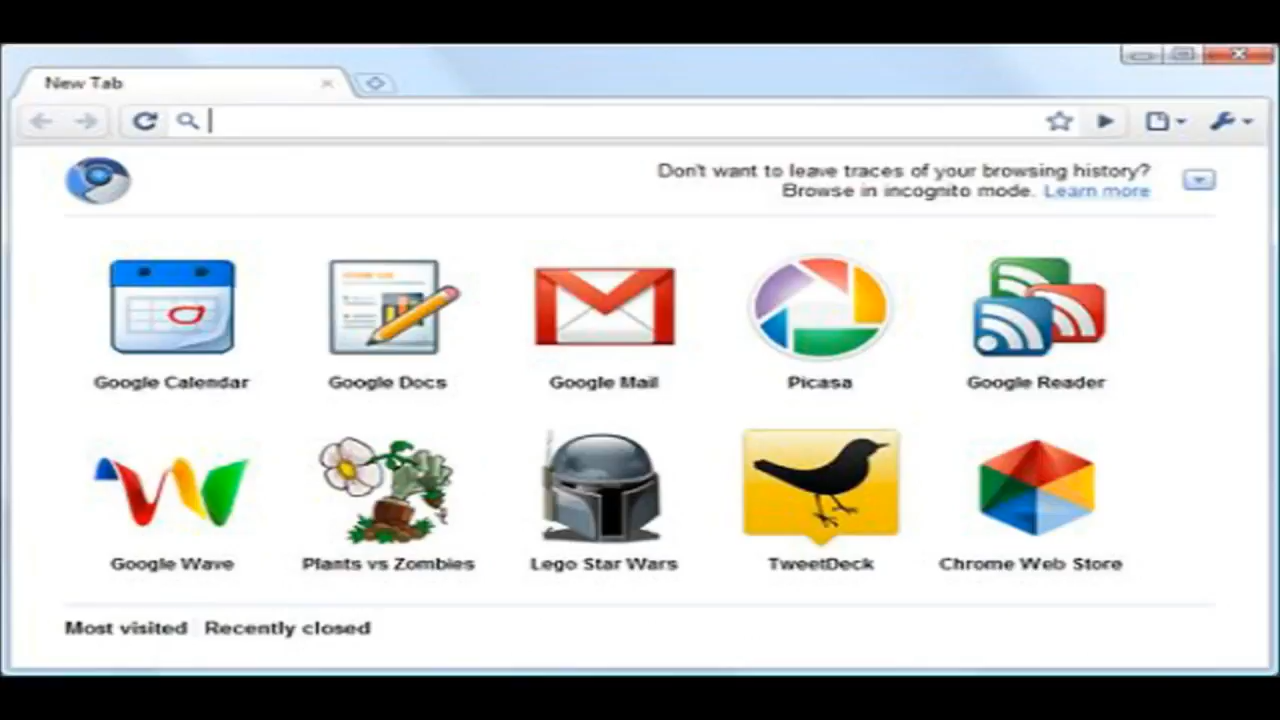 New Tab
Don't want to leave traces of your browsing history?
Browse in incognito mode. Learn more
Google Calendar
Google Docs
Google Mail
Picasa
Google Reader
Google Wave
Plants vs Zombies
Lego Star Wars
TweetDeck
Chrome Web Store
Most visited
Recently closed